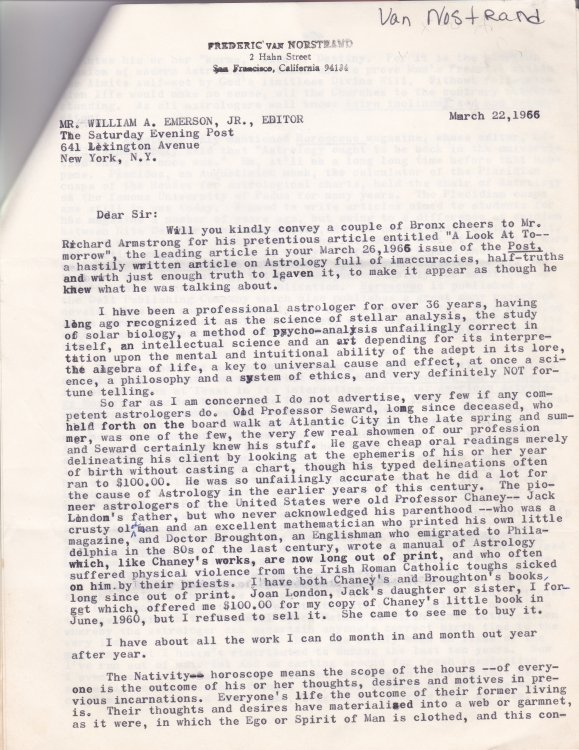 Van Nostrand
FREDERIC VAN NORSTRAND
2 Hahn Street
San Francisco, California 94134
MR. WILLIAM A. EMERSON, JR., EDITOR
March 22,1966
The Saturday Evening Post
641 Lexington Avenue
New York, N.Y.
Dear Sir:
Will you kindly convey a couple of Bronx cheers to Mr.
Richard Armstrong for his pretentious article entitled "A Look At To--
morrow", the leading article in your March 26,1966 issue of the Post,
a bastily written article on Astrology full of imaccuracies, half-truths
and with just enough truth to leaven it, to make it appear as though he
knew what he was talking about.
I have been a professional astrologer for over 36 years, having
long ago recognized it as the science of stellar analysis, the study
of solar biology, a method of psycho-analysis unfailingly correct in
itself, an intellectual science and an art depending for its interpre-
tation upon the mental and intuitional ability of the adept in its lore,
the algebra of life, a key to universal cause and effect, at once a sci-
ence, a philosophy and a system of ethics, and very definitely NOT for-
tune telling.
So far as I am concerned I do not advertise, very few if any com-
petent astrologers do. Old Professor Seward, long since deceased, who
held forth on the board walk at Atlantic City in the late spring and sum-
mer, was one of the few, the very few real showmen of our profession
and Seward certainly knew his stuff. He gave cheap oral readings merely
delineating his client by looking at the ephemeris of his or her year
of birth without casting a chart, though his typed delineations often
ran to $100.00. He was so unfailingly accurate that he did a lot for
the cause of Astrology in the earlier years of this century. The pio-
neer astrologers of the United States were old Professor Chaney-- Jack
London's father, but who never acknowledged his parenthood --who was a
crusty old man and an excellent mathematician who printed his own little
magazine, and Doctor Broughton, an Englishman who emigrated to Phila-
delphia in the 80s of the last century, wrote a manual of Astrology
which, like Chaney's works, are now long out of print, and who often
suffered physical violence from the Irish Roman Catholic toughs sicked
on him by their priests. I have both Chaney's and Broughton's books,
long since out of print. Joan London, Jack's daughter or sister, I for-
get which, offered me $100.00 for my copy of Chaney's little book in
June, 1960, but I refused to sell it. She came to see me to buy it.
I have about all the work I can do month in and month out year
after year.
The Nativity-- horoscope means the scope of the hours --of every-
one is the outcome of his or her thoughts, desires and motives in pre-
vious incarnations. Everyone's life the outcome of their former living
is. Their thoughts and desires have materialized into a web or garmnet,
as it were, in which the Ego or Spirit of Man is clothed, and this con-